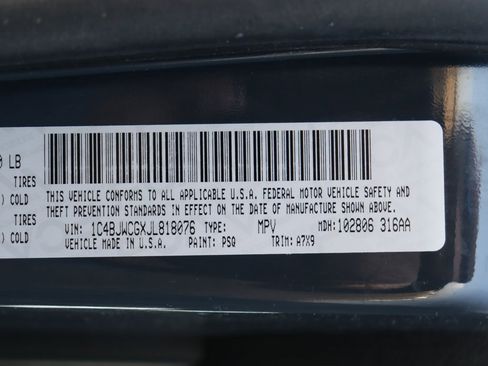 0 LB
TIRES
) COLD
TIRES
) COLD
THIS VEHICLE CONFORMS TO ALL APPLICABLE U.S.A. FEDERAL MOTOR VEHICLE SAFETY AND
THEFT PREVENTION STANDARDS IN EFFECT ON THE DATE OF MANUFACTURE SHOWN ABOVE.
VIN: 1C4BJWCGXJL818076 TYPE: MPV MDH: 102806 316AA
VEHICLE MADE IN U.S.A. PAINT: PSQ TRIM: A7X9